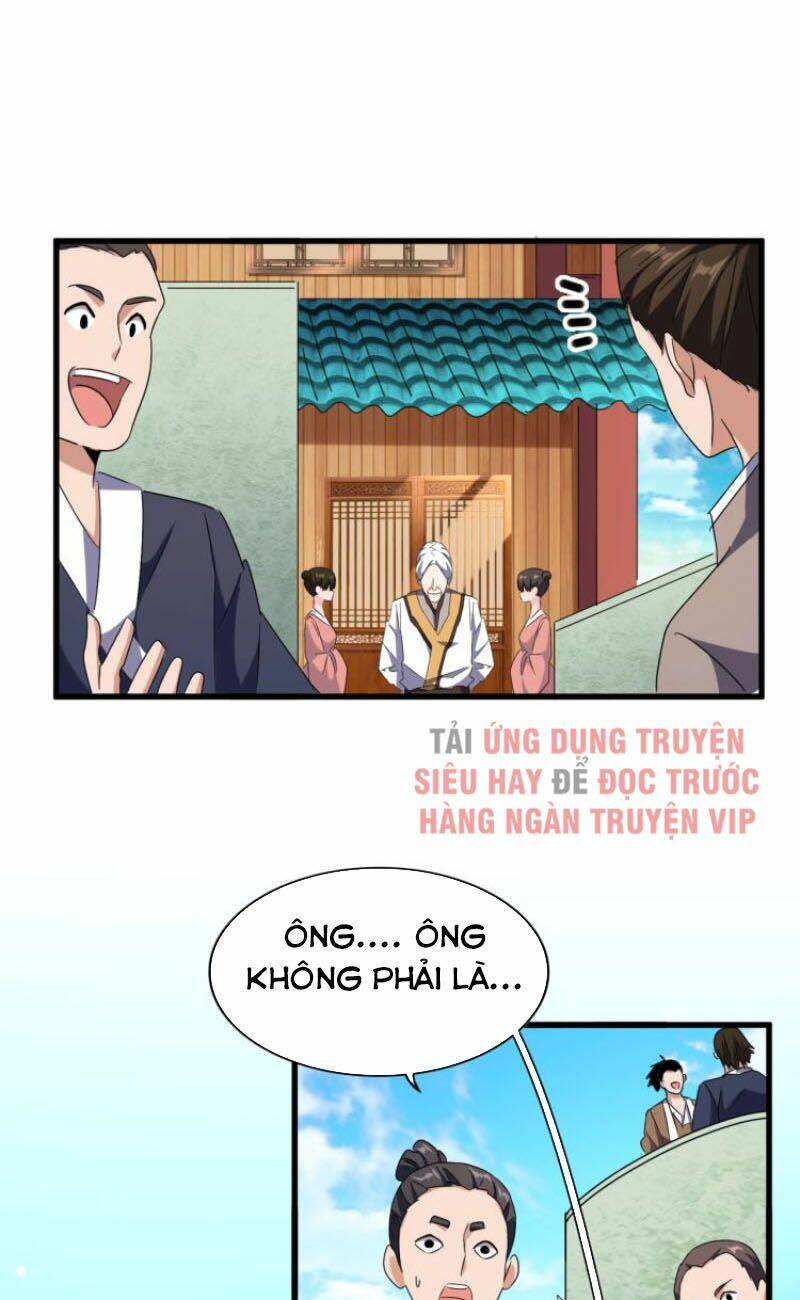 TẢI ỨNG DỤNG TRUYỆN
SIÊU HAY ĐỂ ĐỌC TRƯỚC
HÀNG NGÀN TRUYỆN VIP
ÔNG.... ÔNG
KHÔNG PHẢI LÀ...